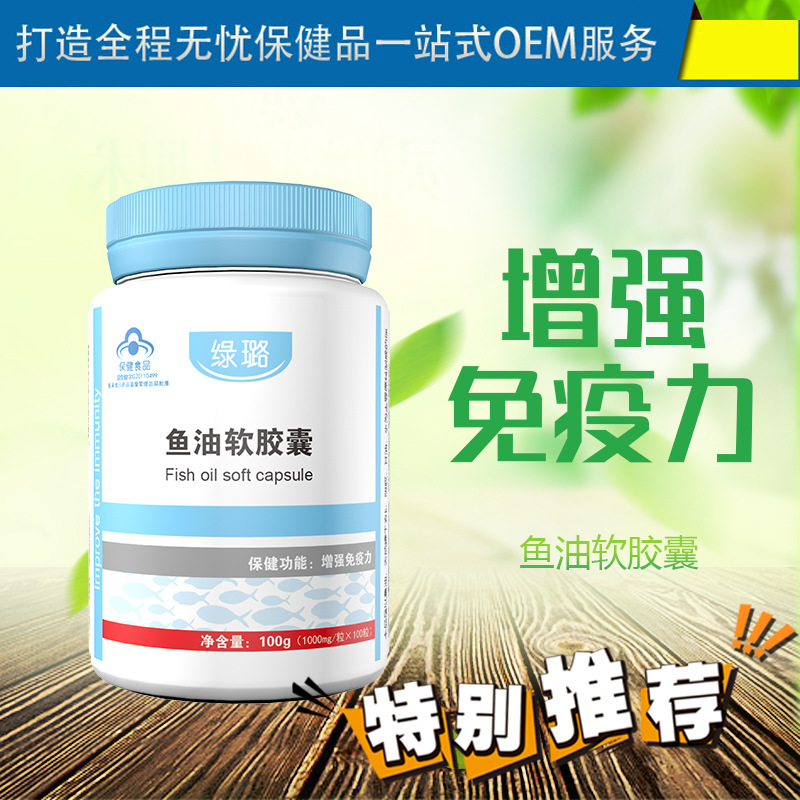 打造全程无忧保健品一站式OEM服务
增强
免疫力
鱼油软胶囊
特别推荐!!!
绿璐
保健食品
鱼油软胶囊
Fish oil soft capsule
保健功能：增强免疫力
净含量：100g（1000mg/粒×100粒）
Improve the immunity